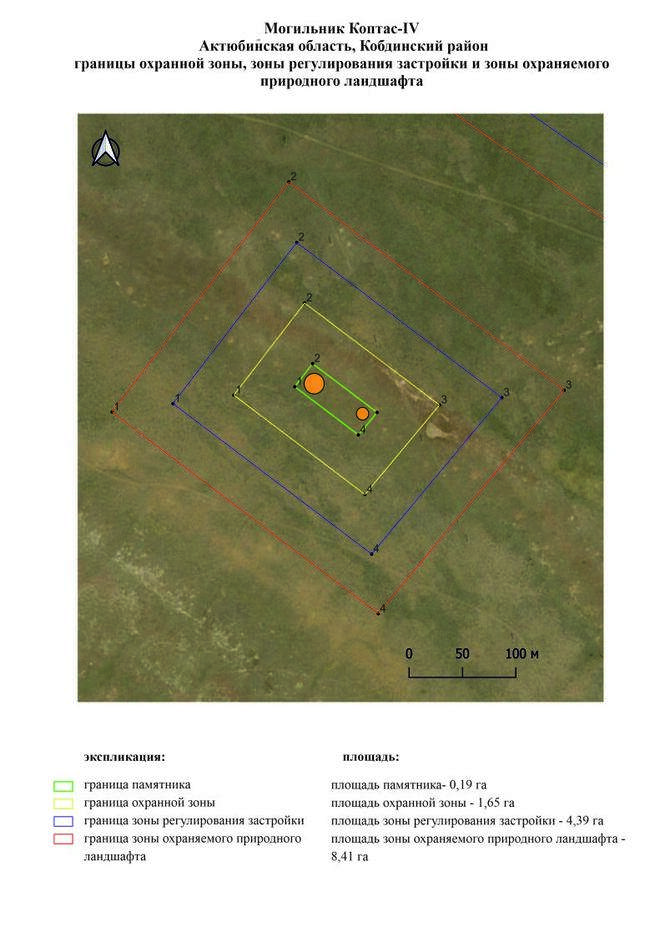 Могильник Коптас-IV
Актюбинская область, Кобдинский район
границы охранной зоны, зоны регулирования застройки и зоны охраняемого
природного ландшафта
2
2
2
2
3
3
3
1
1
1
4
4
4
4
0 50 100 м
экспликация: площадь:
граница памятника площадь памятника- 0,19 га
граница охранной зоны площадь охранной зоны - 1,65 га
граница зоны регулирования застройки площадь зоны регулирования застройки - 4,39 га
граница зоны охраняемого природного площадь зоны охраняемого природного ландшафта -
ландшафта 8,41 га